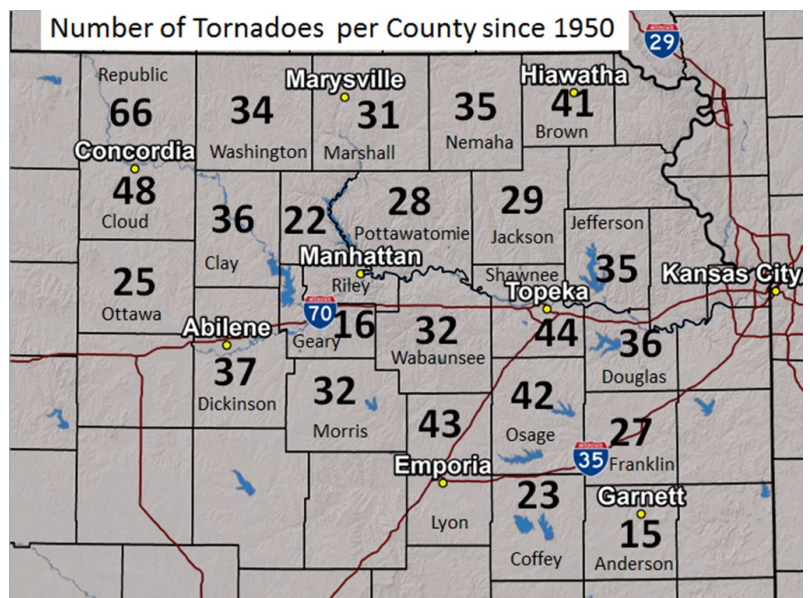 Number of Tornadoes per County since 1950
INTERSTATE
29
Republic
66
34
Washington
Marysville
31
Marshall
35
Nemaha
Hiawatha
41
Brown
Concordia
48
Cloud
36
Clay
22
28
Pottawatomie
29
Jackson
Jefferson
35
Manhattan
Riley
Shawnee
Topeka
44
Kansas City
25
Ottawa
Abilene
37
Dickinson
INTERSTATE
70
16
Geary
32
Wabaunsee
36
Douglas
32
Morris
43
Emporia
Lyon
42
Osage
INTERSTATE
35
27
Franklin
23
Coffey
Garnett
15
Anderson